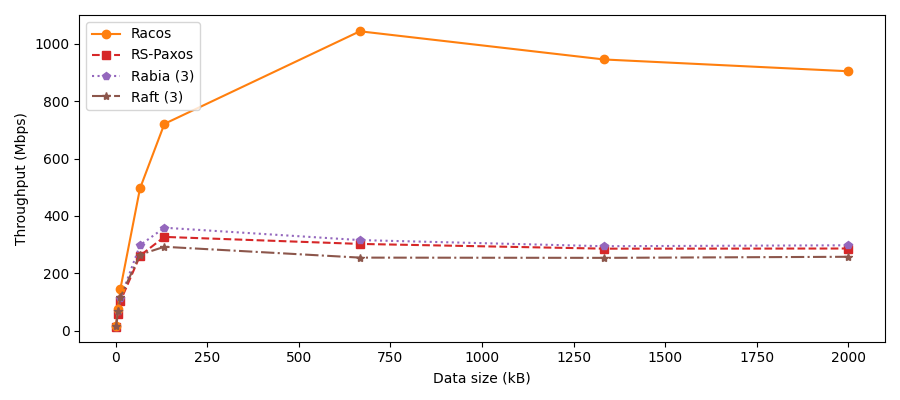 Racos
RS-Paxos
Rabia (3)
Raft (3)
Throughput (Mbps)
1000
800
600
400
200
0
0 250 500 750 1000 1250 1500 1750 2000
Data size (kB)